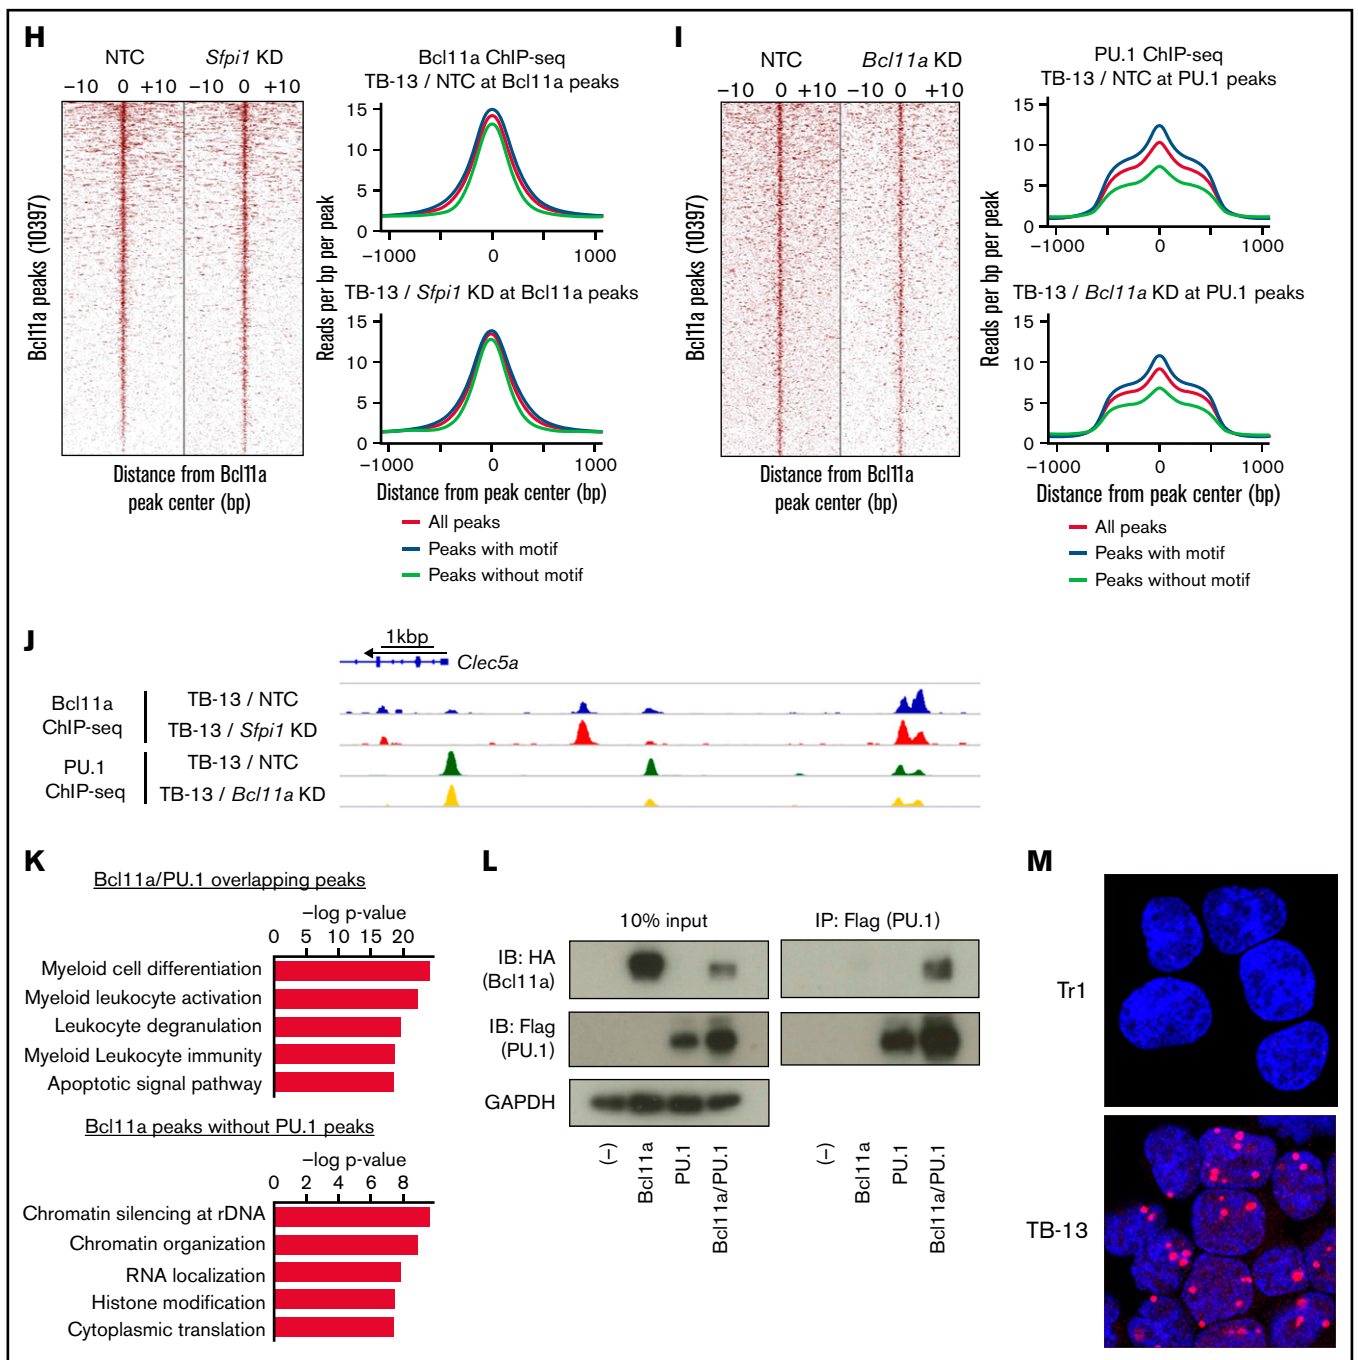 H
NTC
Sfpi1 KD
−10 0 +10 −10 0 +10
Bcl11a peaks (10397)
Distance from Bcl11a
peak center (bp)
Bcl11a ChIP-seq
TB-13 / NTC at Bcl11a peaks
15
10
5
0
−1000 0 1000
Reads per bp per peak
TB-13 / Sfpi1 KD at Bcl11a peaks
15
10
5
0
−1000 0 1000
Distance from peak center (bp)
All peaks
Peaks with motif
Peaks without motif
I
NTC
Bcl11a KD
−10 0 +10 −10 0 +10
Bcl11a peaks (10397)
Distance from Bcl11a
peak center (bp)
PU.1 ChIP-seq
TB-13 / NTC at PU.1 peaks
15
10
5
0
−1000 0 1000
Reads per bp per peak
TB-13 / Bcl11a KD at PU.1 peaks
15
10
5
0
−1000 0 1000
Distance from peak center (bp)
All peaks
Peaks with motif
Peaks without motif
J
1kbp
Clec5a
Bcl11a
ChIP-seq
TB-13 / NTC
TB-13 / Sfpi1 KD
PU.1
ChIP-seq
TB-13 / NTC
TB-13 / Bcl11a KD
K
Bcl11a/PU.1 overlapping peaks
−log p-value
0 5 10 15 20
Myeloid cell differentiation
Myeloid leukocyte activation
Leukocyte degranulation
Myeloid Leukocyte immunity
Apoptotic signal pathway
Bcl11a peaks without PU.1 peaks
−log p-value
0 2 4 6 8
Chromatin silencing at rDNA
Chromatin organization
RNA localization
Histone modification
Cytoplasmic translation
L
10% input
IP: Flag (PU.1)
IB: HA
(Bcl11a)
IB: Flag
(PU.1)
GAPDH
(−)
Bcl11a
PU.1
Bcl11a/PU.1
(−)
Bcl11a
PU.1
Bcl11a/PU.1
M
Tr1
TB-13